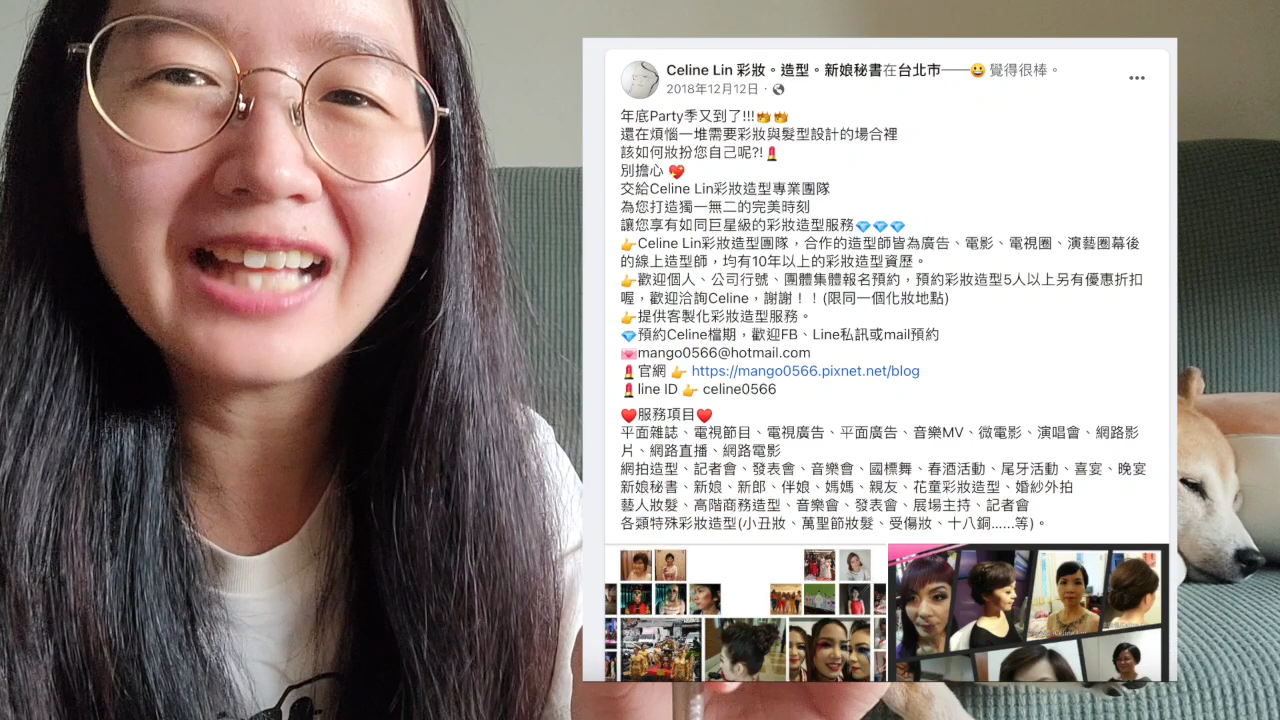 Celine Lin 彩妝。造型。新娘秘書在台北市——😀 覺得很棒。
2018年12月12日 ·
年底Party季又到了!!!👑👑
還在煩惱一堆需要彩妝與髮型設計的場合裡
該如何妝扮您自己呢?!💄
別擔心 💖
交給Celine Lin彩妝造型專業團隊
為您打造獨一無二的完美時刻
讓您享有如同巨星級的彩妝造型服務💎💎💎
👉Celine Lin彩妝造型團隊，合作的造型師皆為廣告、電影、電視圈、演藝圈幕後
的線上造型師，均有10年以上的彩妝造型資歷。
👉歡迎個人、公司行號、團體集體報名預約，預約彩妝造型5人以上另有優惠折扣
喔，歡迎洽詢Celine，謝謝！！(限同一個化妝地點)
👉提供客製化彩妝造型服務。
💎預約Celine檔期，歡迎FB、Line私訊或mail預約
💌mango0566@hotmail.com
💄官網 👉 https://mango0566.pixnet.net/blog
💄line ID 👉 celine0566
❤️服務項目❤️
平面雜誌、電視節目、電視廣告、平面廣告、音樂MV、微電影、演唱會、網路影
片、網路直播、網路電影
網拍造型、記者會、發表會、音樂會、國標舞、春酒活動、尾牙活動、喜宴、晚宴
新娘秘書、新娘、新郎、伴娘、媽媽、親友、花童彩妝造型、婚紗外拍
藝人妝髮、高階商務造型、音樂會、發表會、展場主持、記者會
各類特殊彩妝造型(小丑妝、萬聖節妝髮、受傷妝、十八銅......等)。